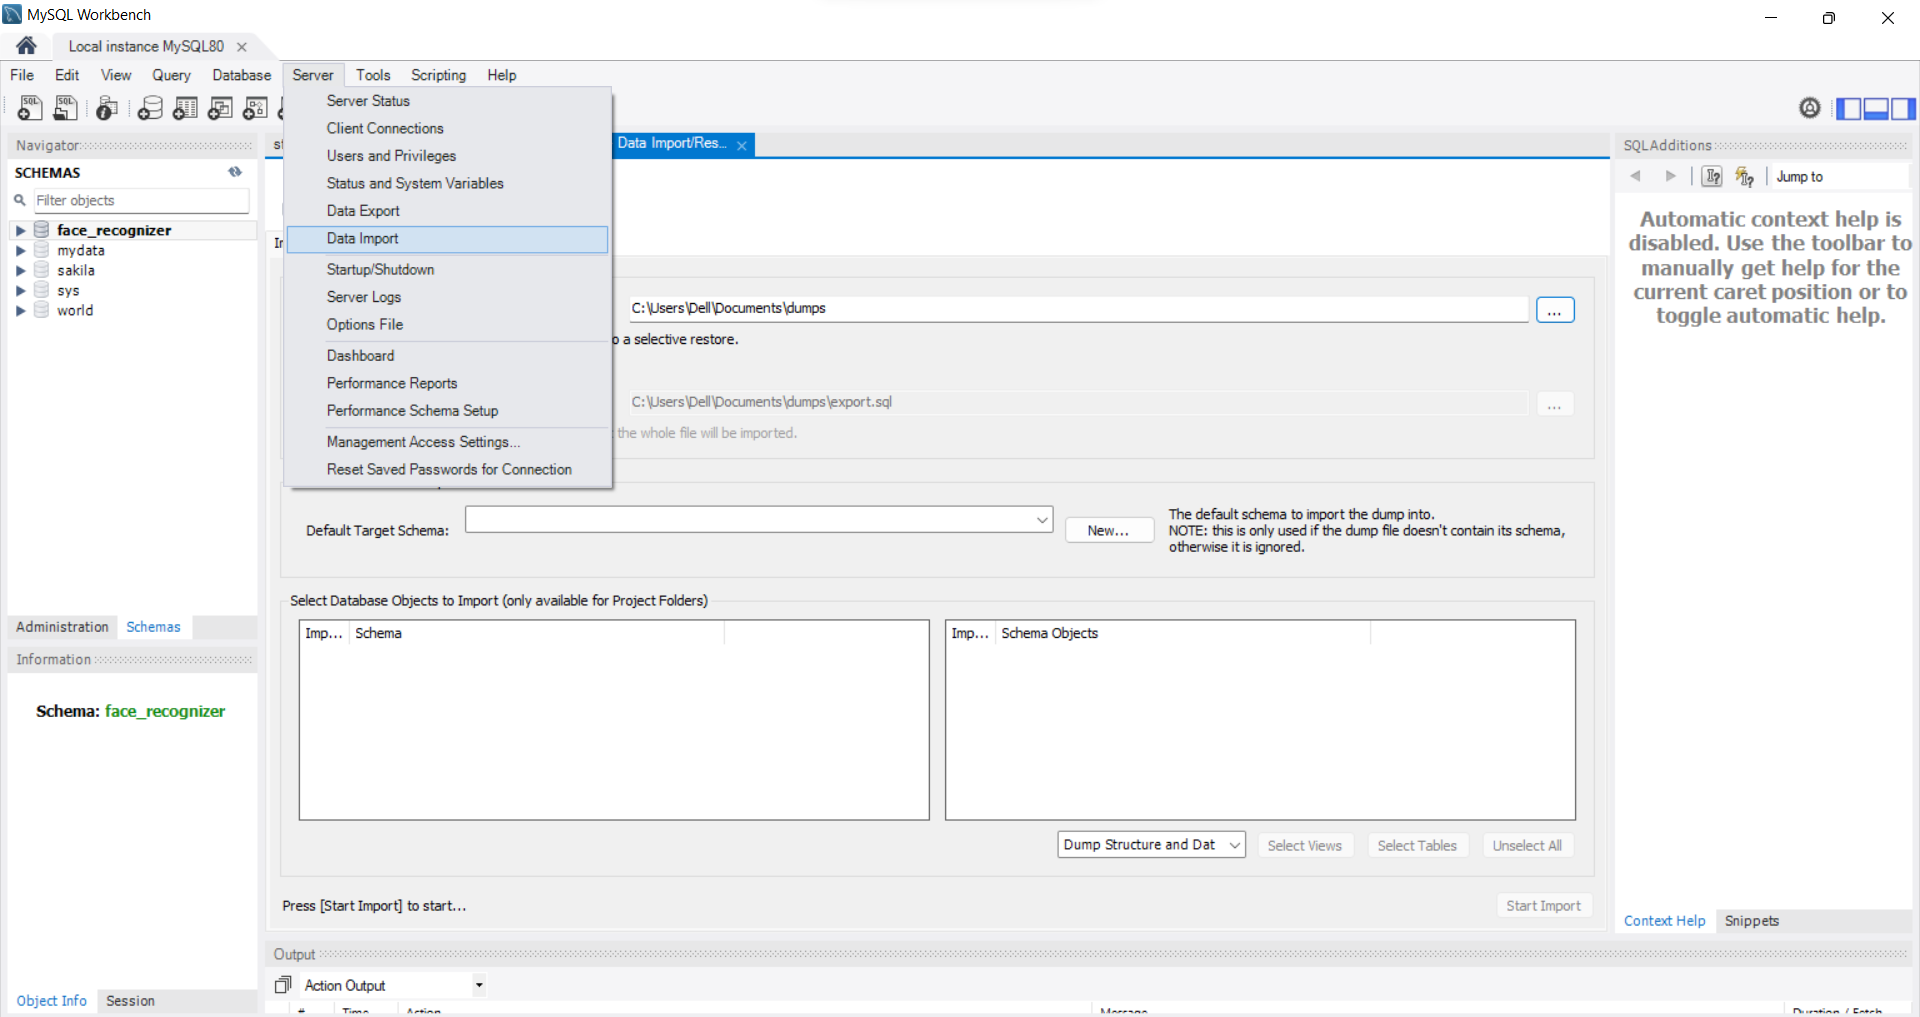 MySQL Workbench
Local instance MySQL80
File Edit View Query Database Server Tools Scripting Help
Server Status
Client Connections
Users and Privileges
Status and System Variables
Data Export
Data Import
Startup/Shutdown
Server Logs
Options File
Dashboard
Performance Reports
Performance Schema Setup
Management Access Settings...
Reset Saved Passwords for Connection
Navigator
SCHEMAS
Filter objects
face_recognizer
mydata
sakila
sys
world
Administration Schemas
Information
Schema: face_recognizer
Object Info Session
Data Import/Res...
C:\Users\Dell\Documents\dumps
...
a selective restore.
C:\Users\Dell\Documents\dumps\export.sql
...
the whole file will be imported.
Default Target Schema:
New...
The default schema to import the dump into.
NOTE: this is only used if the dump file doesn't contain its schema,
otherwise it is ignored.
Select Database Objects to Import (only available for Project Folders)
Imp... Schema
Imp... Schema Objects
Dump Structure and Dat
Select Views
Select Tables
Unselect All
Press [Start Import] to start...
Start Import
Output
Action Output
# Time Action Message Duration / Fetch
SQLAdditions
Jump to
Automatic context help is
disabled. Use the toolbar to
manually get help for the
current caret position or to
toggle automatic help.
Context Help Snippets